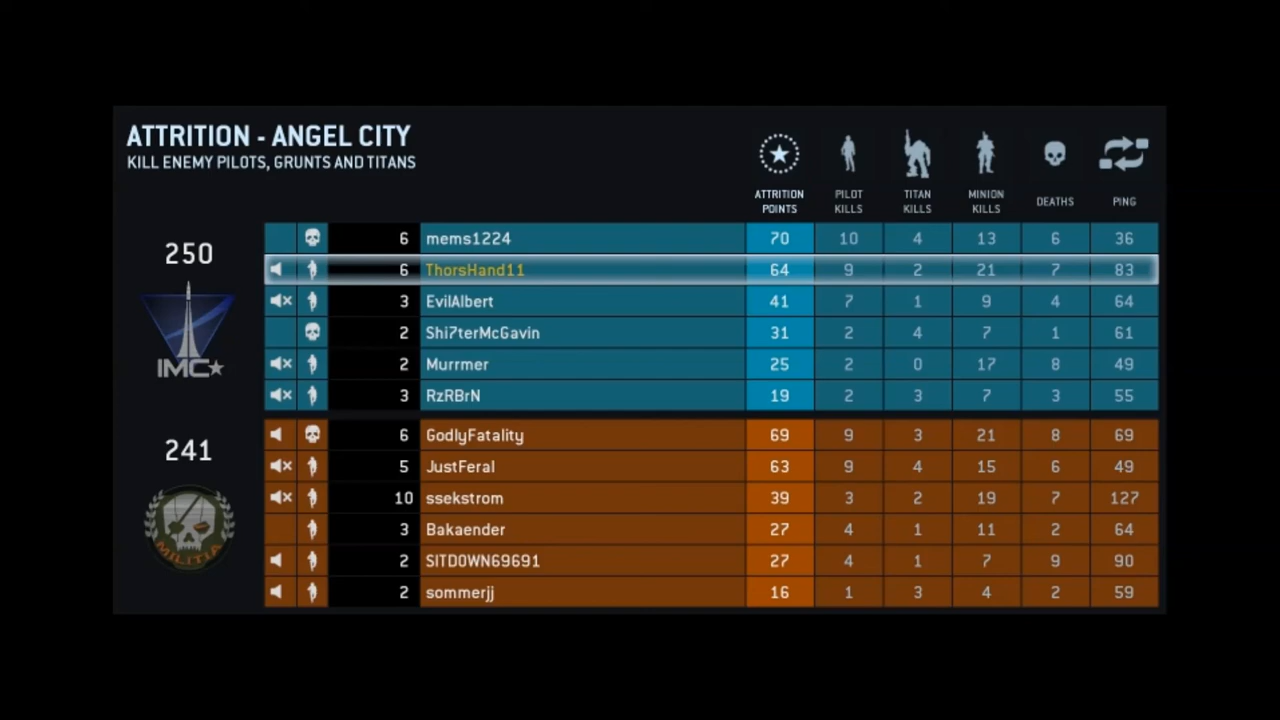 ATTRITION - ANGEL CITY
KILL ENEMY PILOTS, GRUNTS AND TITANS
ATTRITION POINTS PILOT KILLS TITAN KILLS MINION KILLS DEATHS PING
250
IMC
6 mems1224 70 10 4 13 6 36
6 ThorsHand11 64 9 2 21 7 83
3 EvilAlbert 41 7 1 9 4 64
2 Shi7terMcGavin 31 2 4 7 1 61
2 Murrmer 25 2 0 17 8 49
3 RzRBrN 19 2 3 7 3 55
241
MILITIA
6 GodlyFatality 69 9 3 21 8 69
5 JustFeral 63 9 4 15 6 49
10 ssekstrom 39 3 2 19 7 127
3 Bakaender 27 4 1 11 2 64
2 SITD0WN69691 27 4 1 7 9 90
2 sommerjj 16 1 3 4 2 59